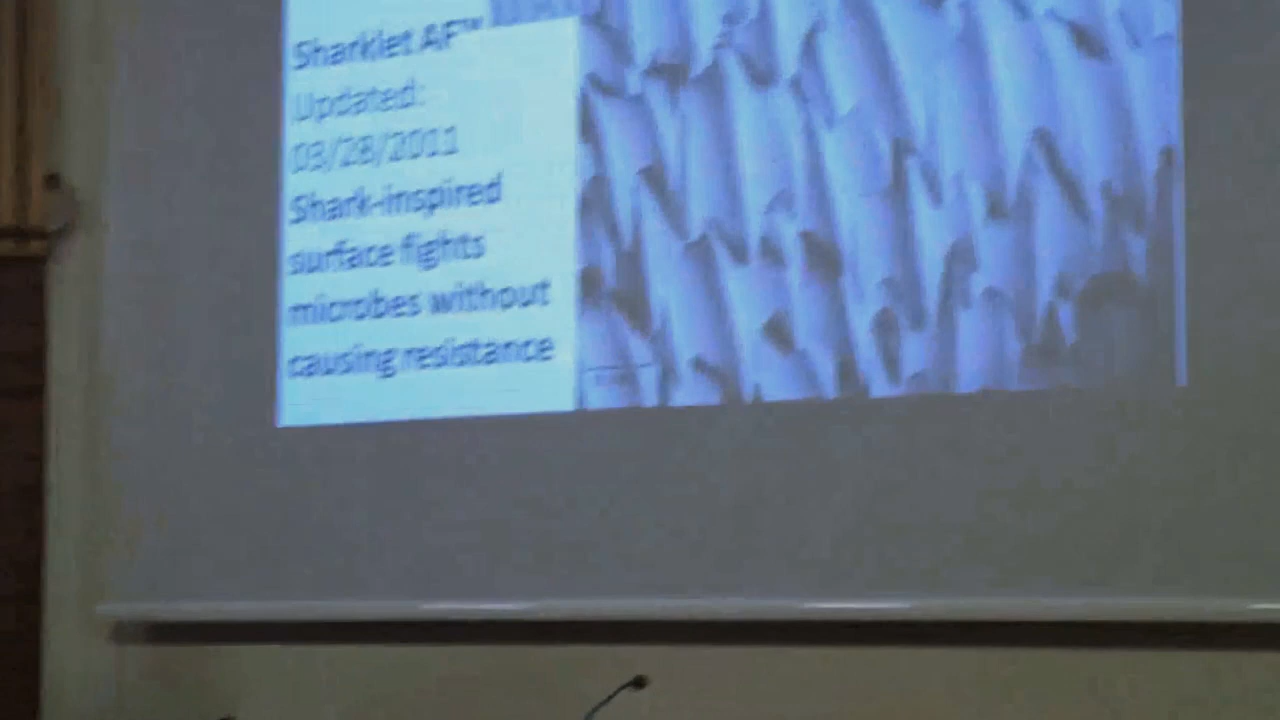 Sharklet AF™
Updated:
03/28/2011
Shark-inspired
surface fights
microbes without
causing resistance